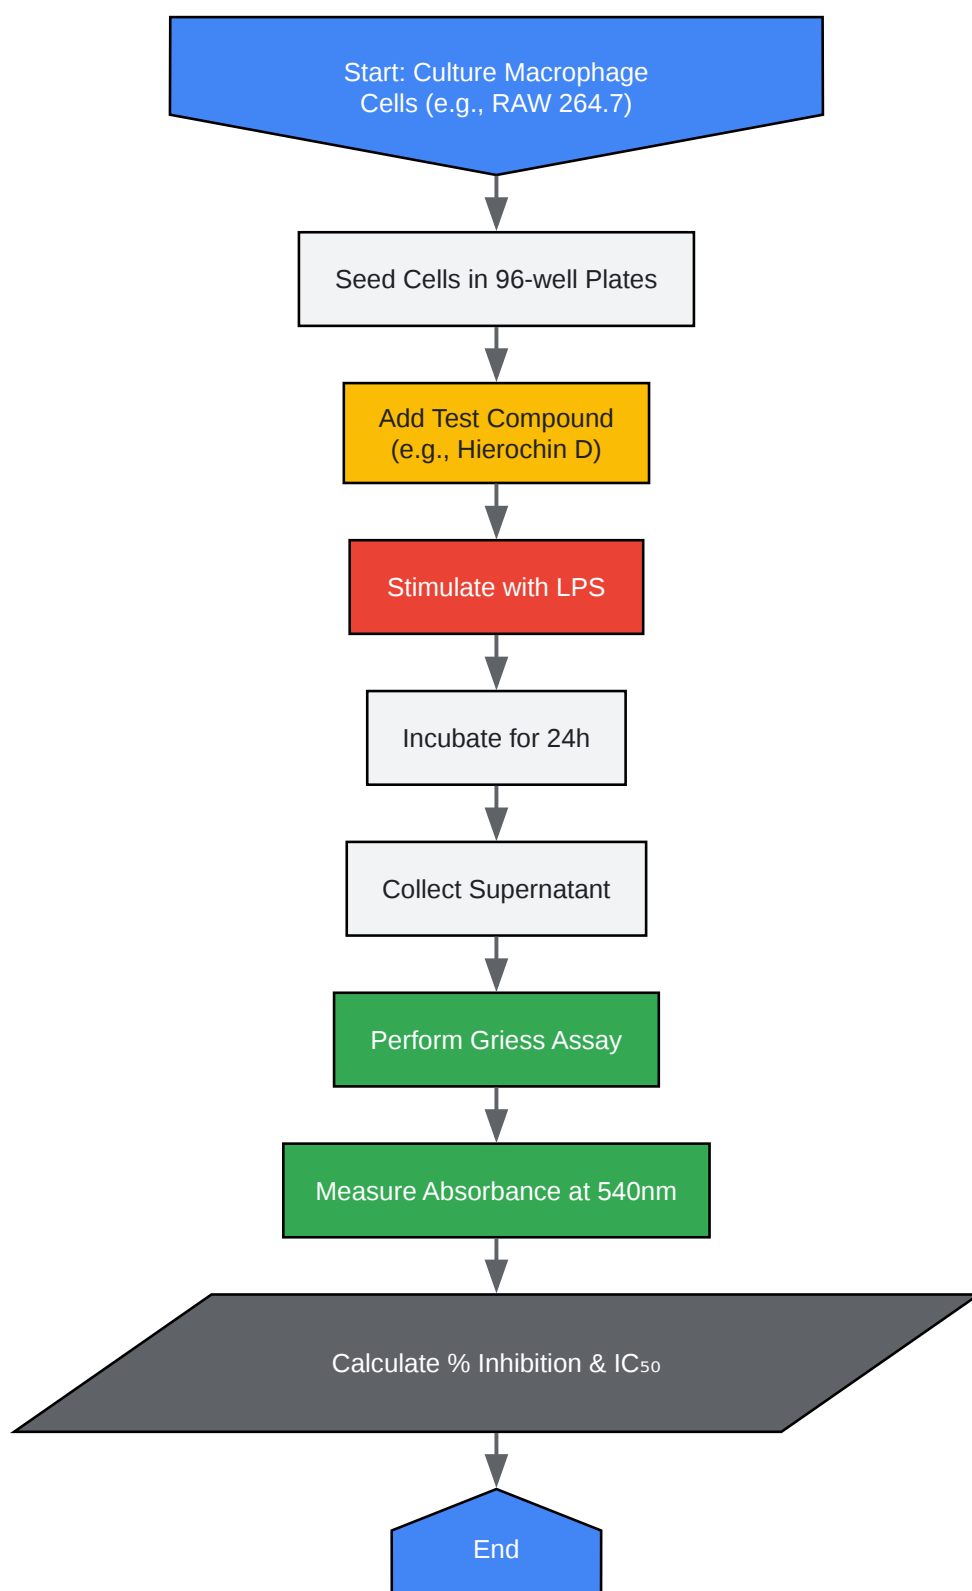 Start: Culture Macrophage
Cells (e.g., RAW 264.7)
Seed Cells in 96-well Plates
Add Test Compound
(e.g., Hierochin D)
Stimulate with LPS
Incubate for 24h
Collect Supernatant
Perform Griess Assay
Measure Absorbance at 540nm
Calculate % Inhibition & IC₅₀
End